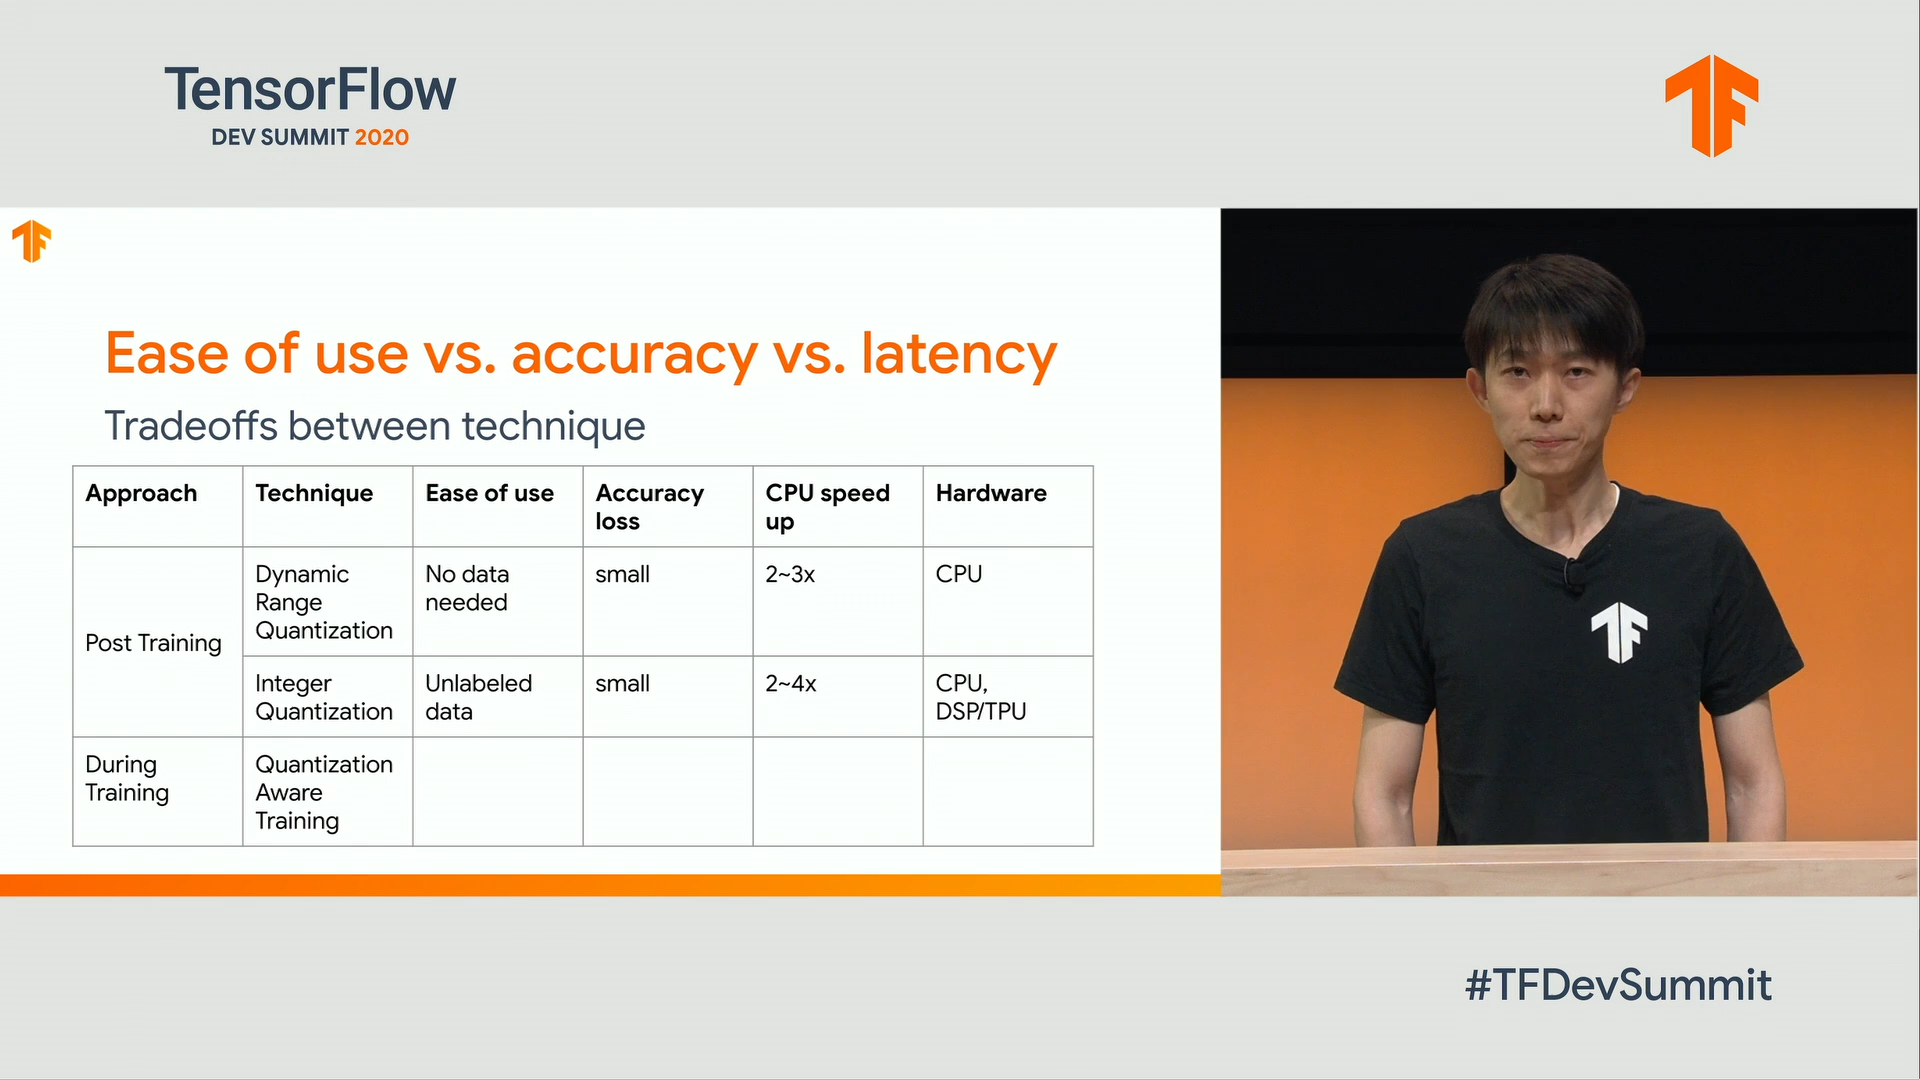 TensorFlow
DEV SUMMIT 2020
Ease of use vs. accuracy vs. latency
Tradeoffs between technique
Approach
Technique
Ease of use
Accuracy
loss
CPU speed
up
Hardware
Post Training
Dynamic
Range
Quantization
No data
needed
small
2~3x
CPU
Integer
Quantization
Unlabeled
data
small
2~4x
CPU,
DSP/TPU
During
Training
Quantization
Aware
Training
#TFDevSummit